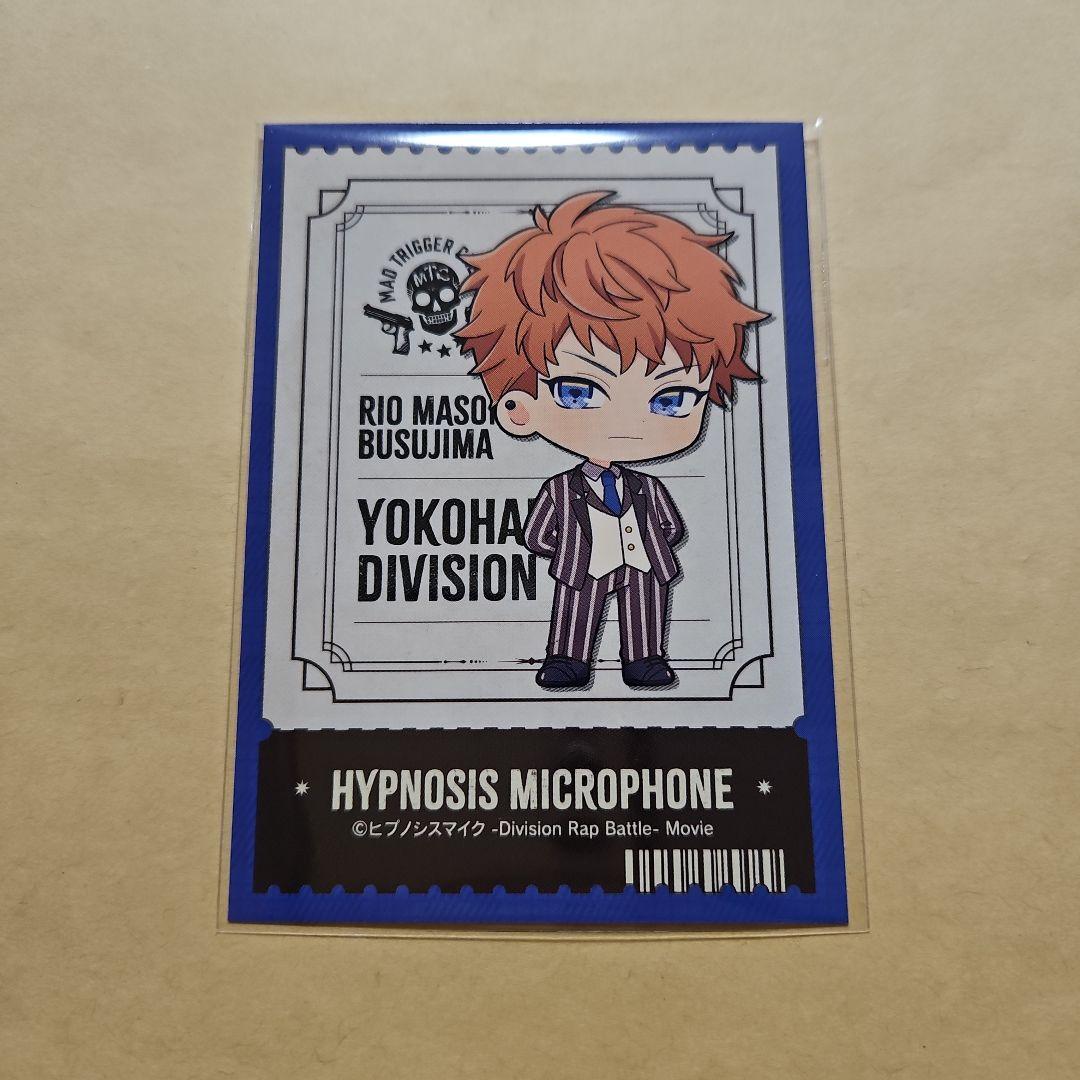 MAD TRIGGER C
MTC
RIO MASO
BUSUJIMA
YOKOHA
DIVISION
HYPNOSIS MICROPHONE
©ヒプノシスマイク -Division Rap Battle- Movie